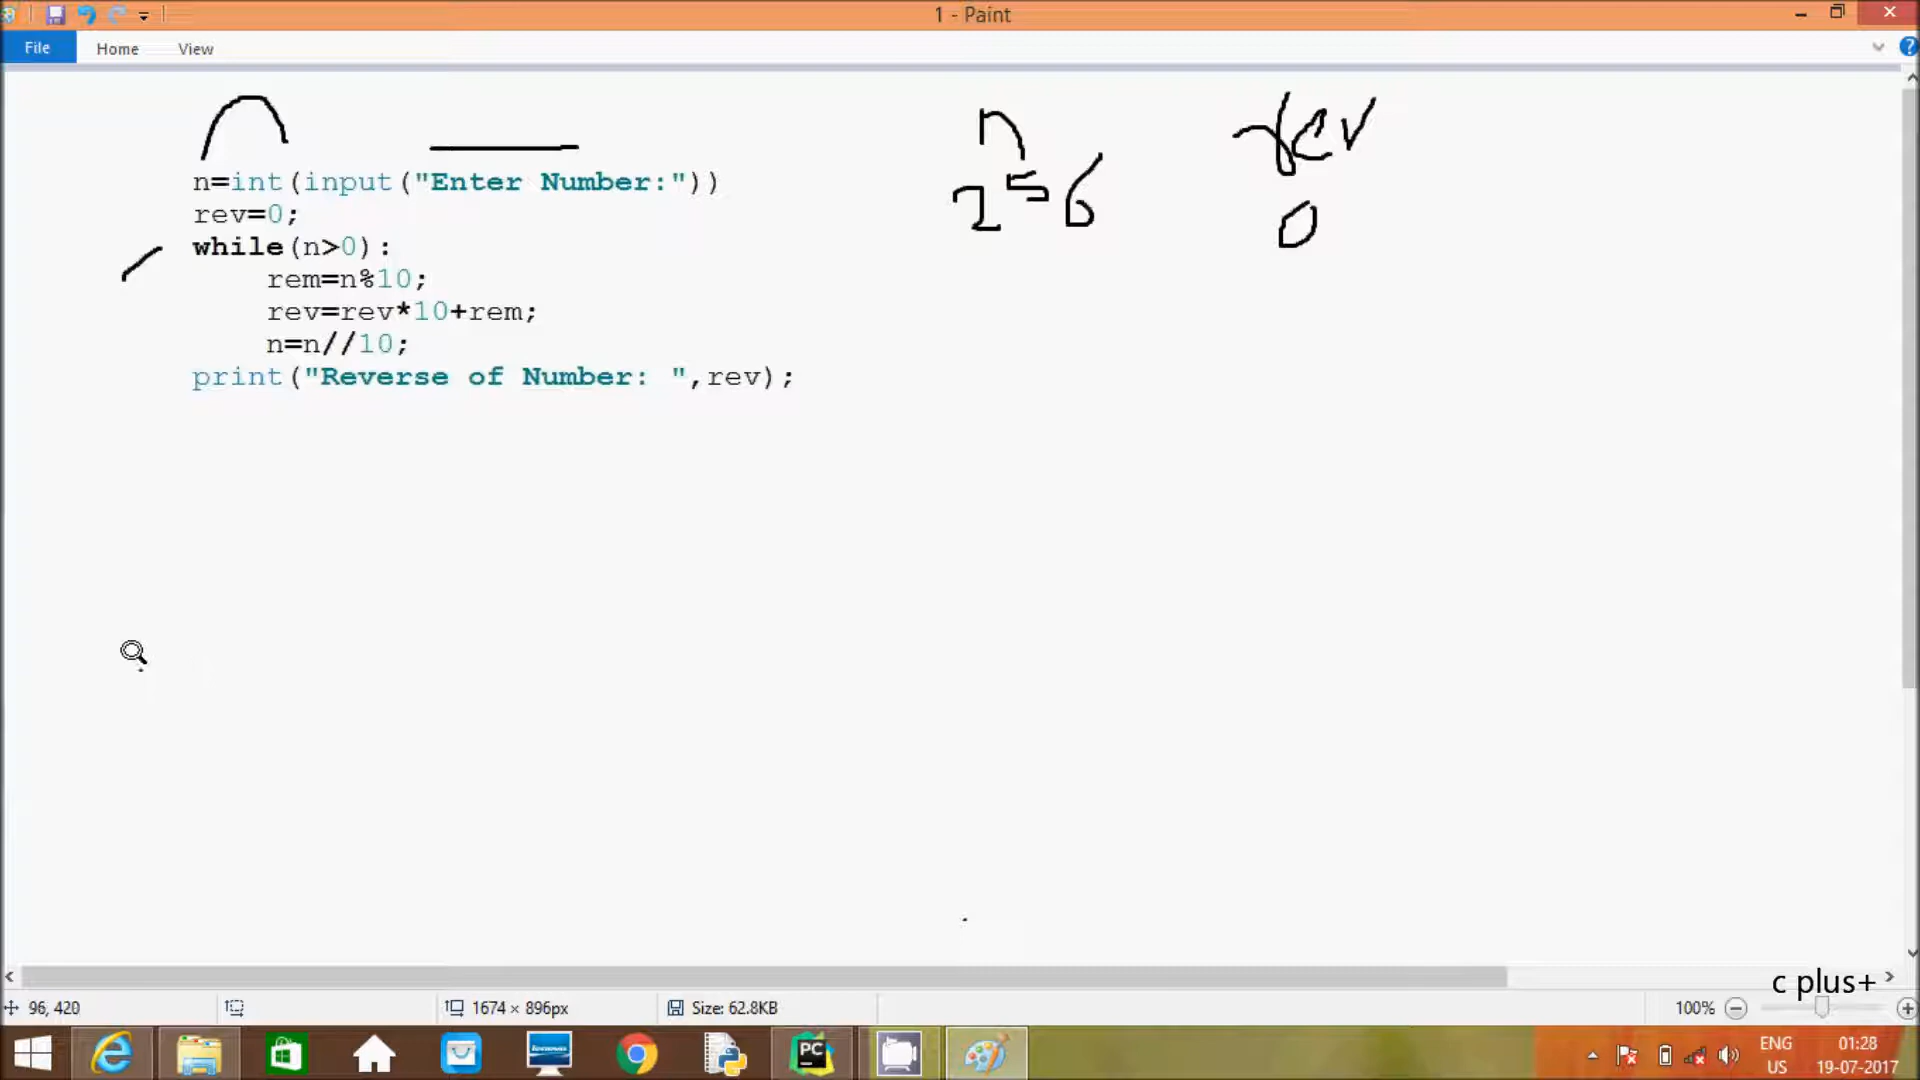 1 - Paint
File Home View
n rev
n=int(input("Enter Number:")) 256
rev=0; 0
while(n>0):
rem=n%10;
rev=rev*10+rem;
n=n//10;
print("Reverse of Number: ",rev);
c plus+
96, 420 1674 × 896px Size: 62.8KB 100%
PC
ENG 01:28
US 19-07-2017